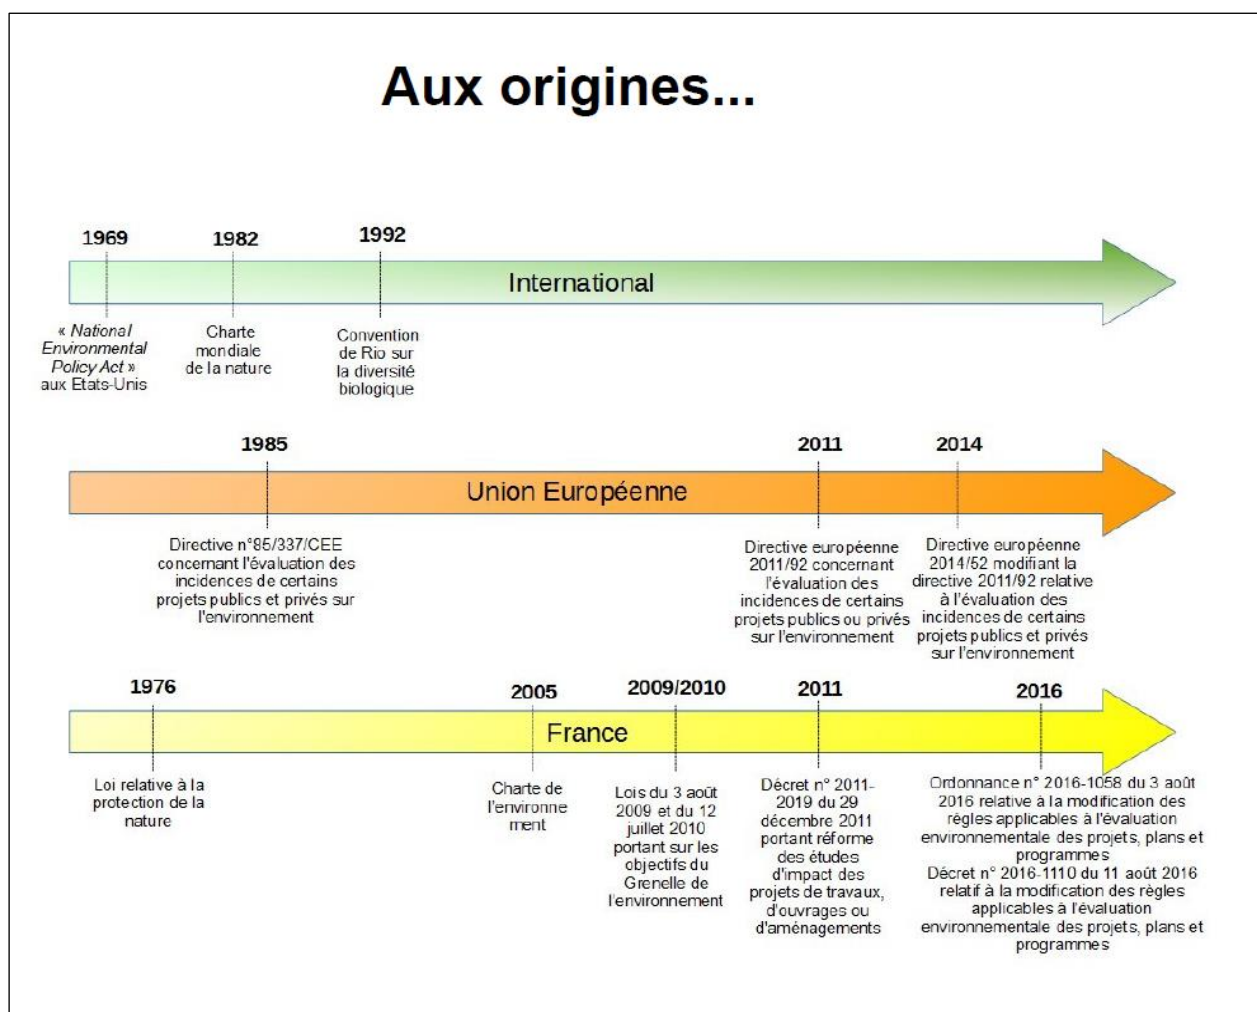 Aux origines...
1969
1982
1992
International
« National
Environmental
Policy Act »
aux Etats-Unis
Charte
mondiale
de la nature
Convention
de Rio sur
la diversité
biologique
1985
2011
2014
Union Européenne
Directive n°85/337/CEE
concernant l'évaluation des
incidences de certains
projets publics et privés sur
l'environnement
Directive européenne
2011/92 concernant
l'évaluation des
incidences de certains
projets publics ou privés
sur l'environnement
Directive européenne
2014/52 modifiant la
directive 2011/92 relative
à l'évaluation des
incidences de certains
projets publics et privés
sur l'environnement
1976
2005
2009/2010
2011
2016
France
Loi relative à la
protection de la
nature
Charte de
l'environne
ment
Lois du 3 août
2009 et du 12
juillet 2010
portant sur les
objectifs du
Grenelle de
l'environnement
Décret n° 2011-
2019 du 29
décembre 2011
portant réforme
des études
d'impact des
projets de travaux,
d'ouvrages ou
d'aménagements
Ordonnance n° 2016-1058 du 3 août
2016 relative à la modification des
règles applicables à l'évaluation
environnementale des projets, plans et
programmes
Décret n° 2016-1110 du 11 août 2016
relatif à la modification des règles
applicables à l'évaluation
environnementale des projets, plans et
programmes